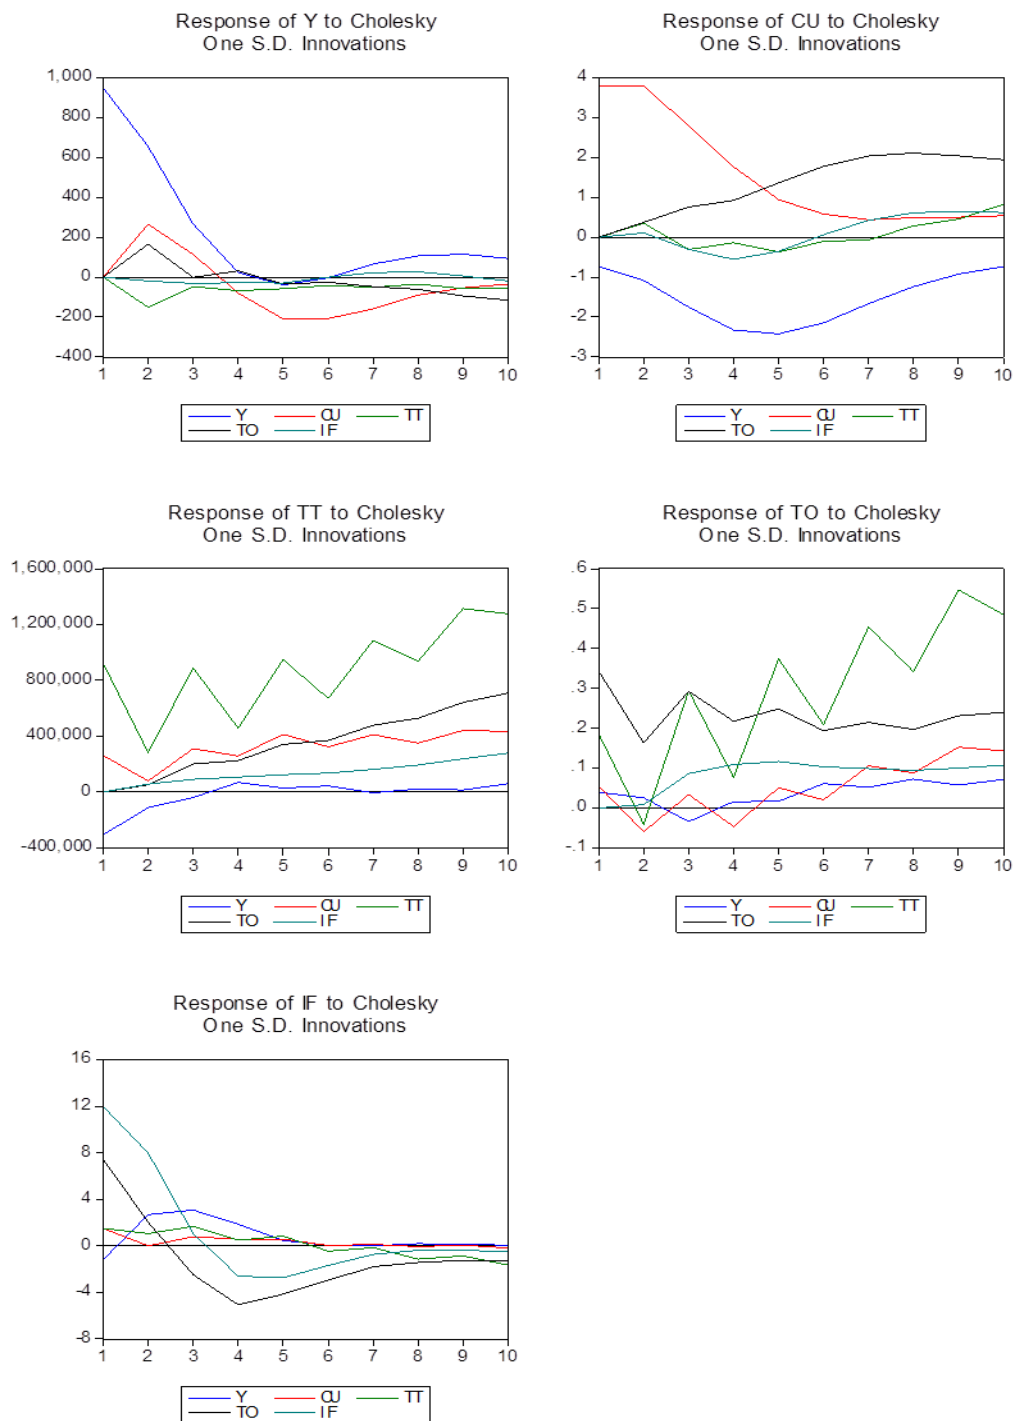 Response of Y to Cholesky
One S.D. Innovations
1,000
800
600
400
200
0
-200
-400
1 2 3 4 5 6 7 8 9 10
Y CU TT
TO IF
Response of CU to Cholesky
One S.D. Innovations
4
3
2
1
0
-1
-2
-3
1 2 3 4 5 6 7 8 9 10
Y CU TT
TO IF
Response of TT to Cholesky
One S.D. Innovations
1,600,000
1,200,000
800,000
400,000
0
-400,000
1 2 3 4 5 6 7 8 9 10
Y CU TT
TO IF
Response of TO to Cholesky
One S.D. Innovations
.6
.5
.4
.3
.2
.1
.0
-.1
1 2 3 4 5 6 7 8 9 10
Y CU TT
TO IF
Response of IF to Cholesky
One S.D. Innovations
16
12
8
4
0
-4
-8
1 2 3 4 5 6 7 8 9 10
Y CU TT
TO IF